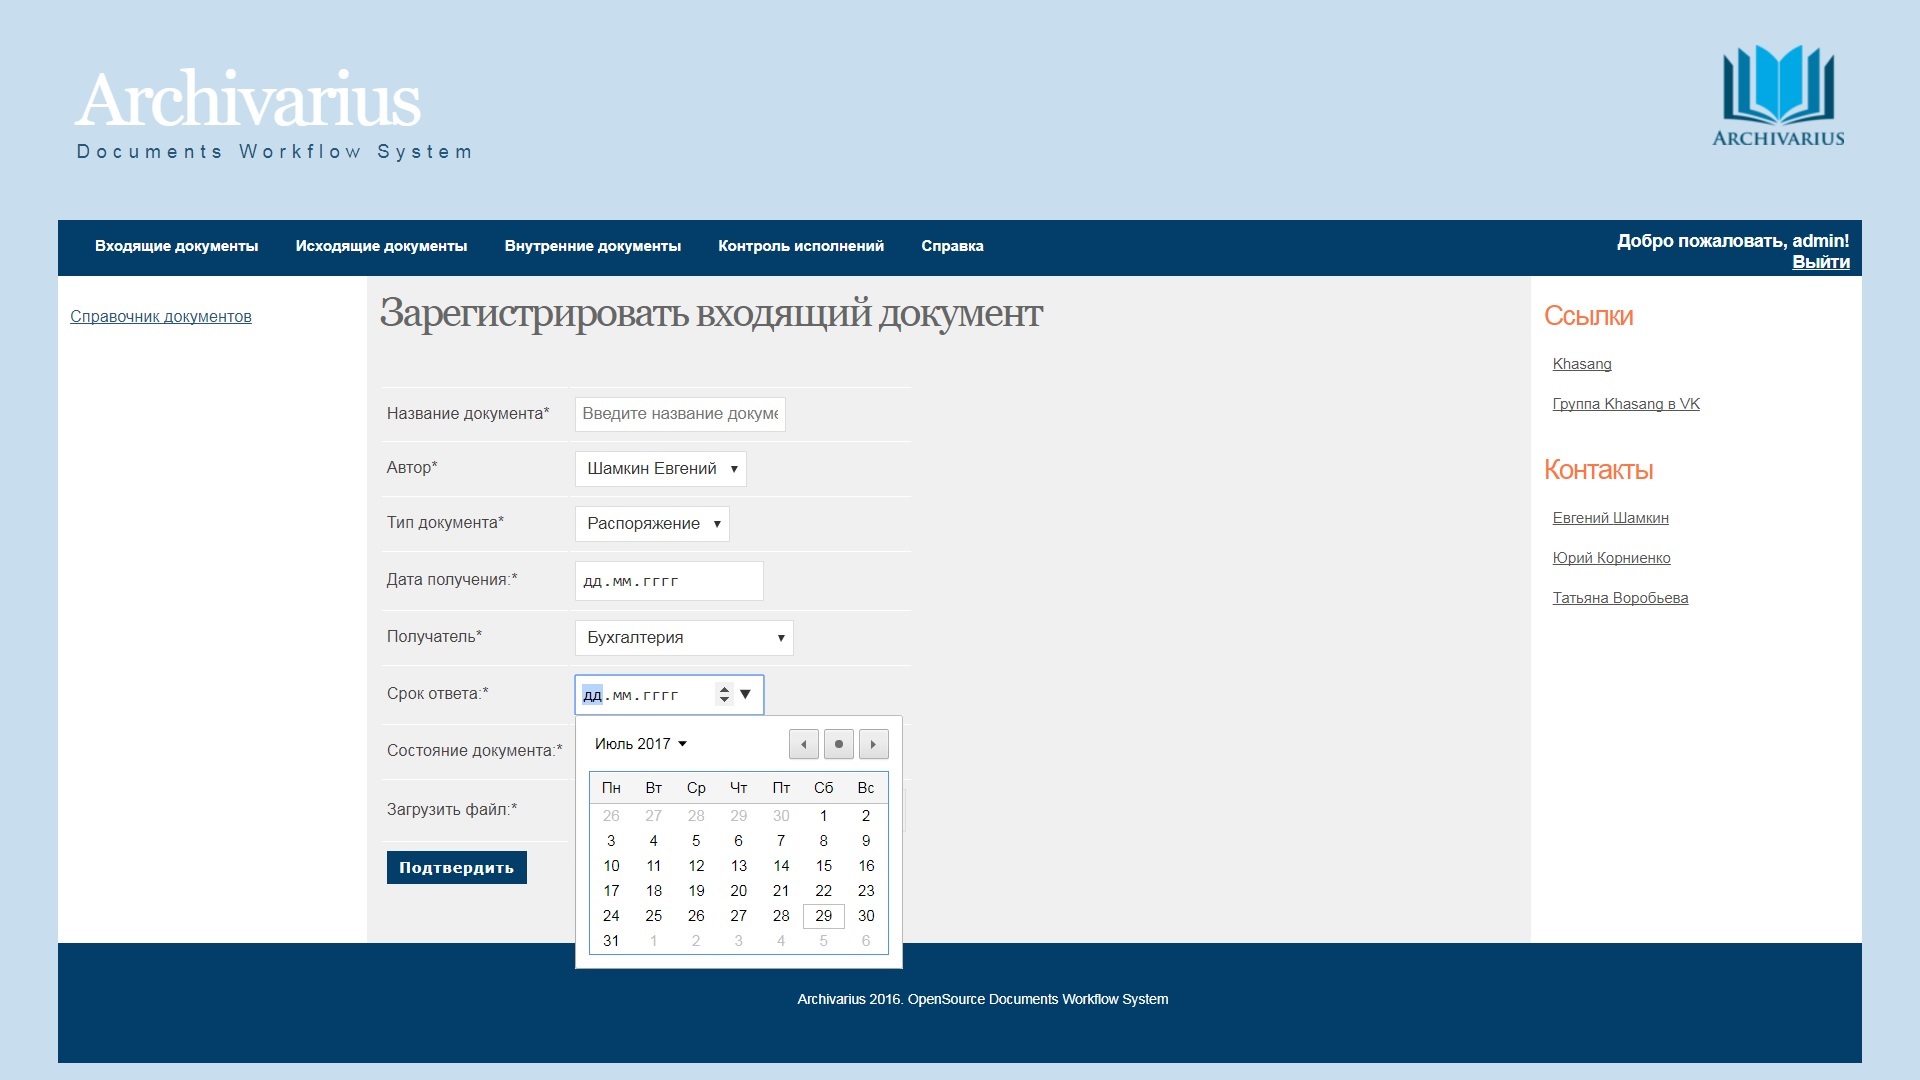 Archivarius
Documents Workflow System
ARCHIVARIUS
Входящие документы Исходящие документы Внутренние документы Контроль исполнений Справка
Добро пожаловать, admin!
Выйти
Справочник документов
Зарегистрировать входящий документ
Название документа* Введите название докуме
Автор* Шамкин Евгений
Тип документа* Распоряжение
Дата получения:* дд.мм.гггг
Получатель* Бухгалтерия
Срок ответа:* дд.мм.гггг
Состояние документа:*
Загрузить файл:*
Подтвердить
Июль 2017
Пн Вт Ср Чт Пт Сб Вс
26 27 28 29 30 1 2
3 4 5 6 7 8 9
10 11 12 13 14 15 16
17 18 19 20 21 22 23
24 25 26 27 28 29 30
31 1 2 3 4 5 6
Ссылки
Khasang
Группа Khasang в VK
Контакты
Евгений Шамкин
Юрий Корниенко
Татьяна Воробьева
Archivarius 2016. OpenSource Documents Workflow System